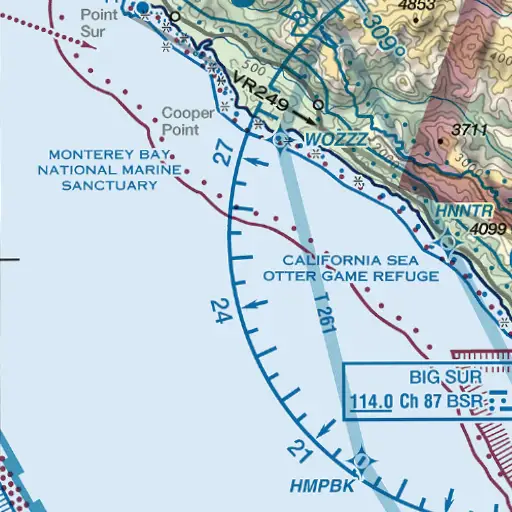 Point
Sur
4853
309°
500
VR249
WOZZZ
Cooper
Point
27
3711
MONTEREY BAY
NATIONAL MARINE
SANCTUARY
HNNTR
4099
CALIFORNIA SEA
OTTER GAME REFUGE
24
T 261
BIG SUR
114.0 Ch 87 BSR
21
HMPBK